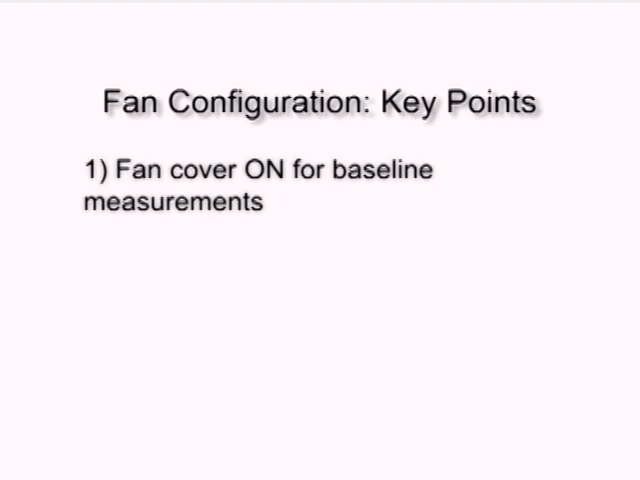 Fan Configuration: Key Points
1) Fan cover ON for baseline
measurements